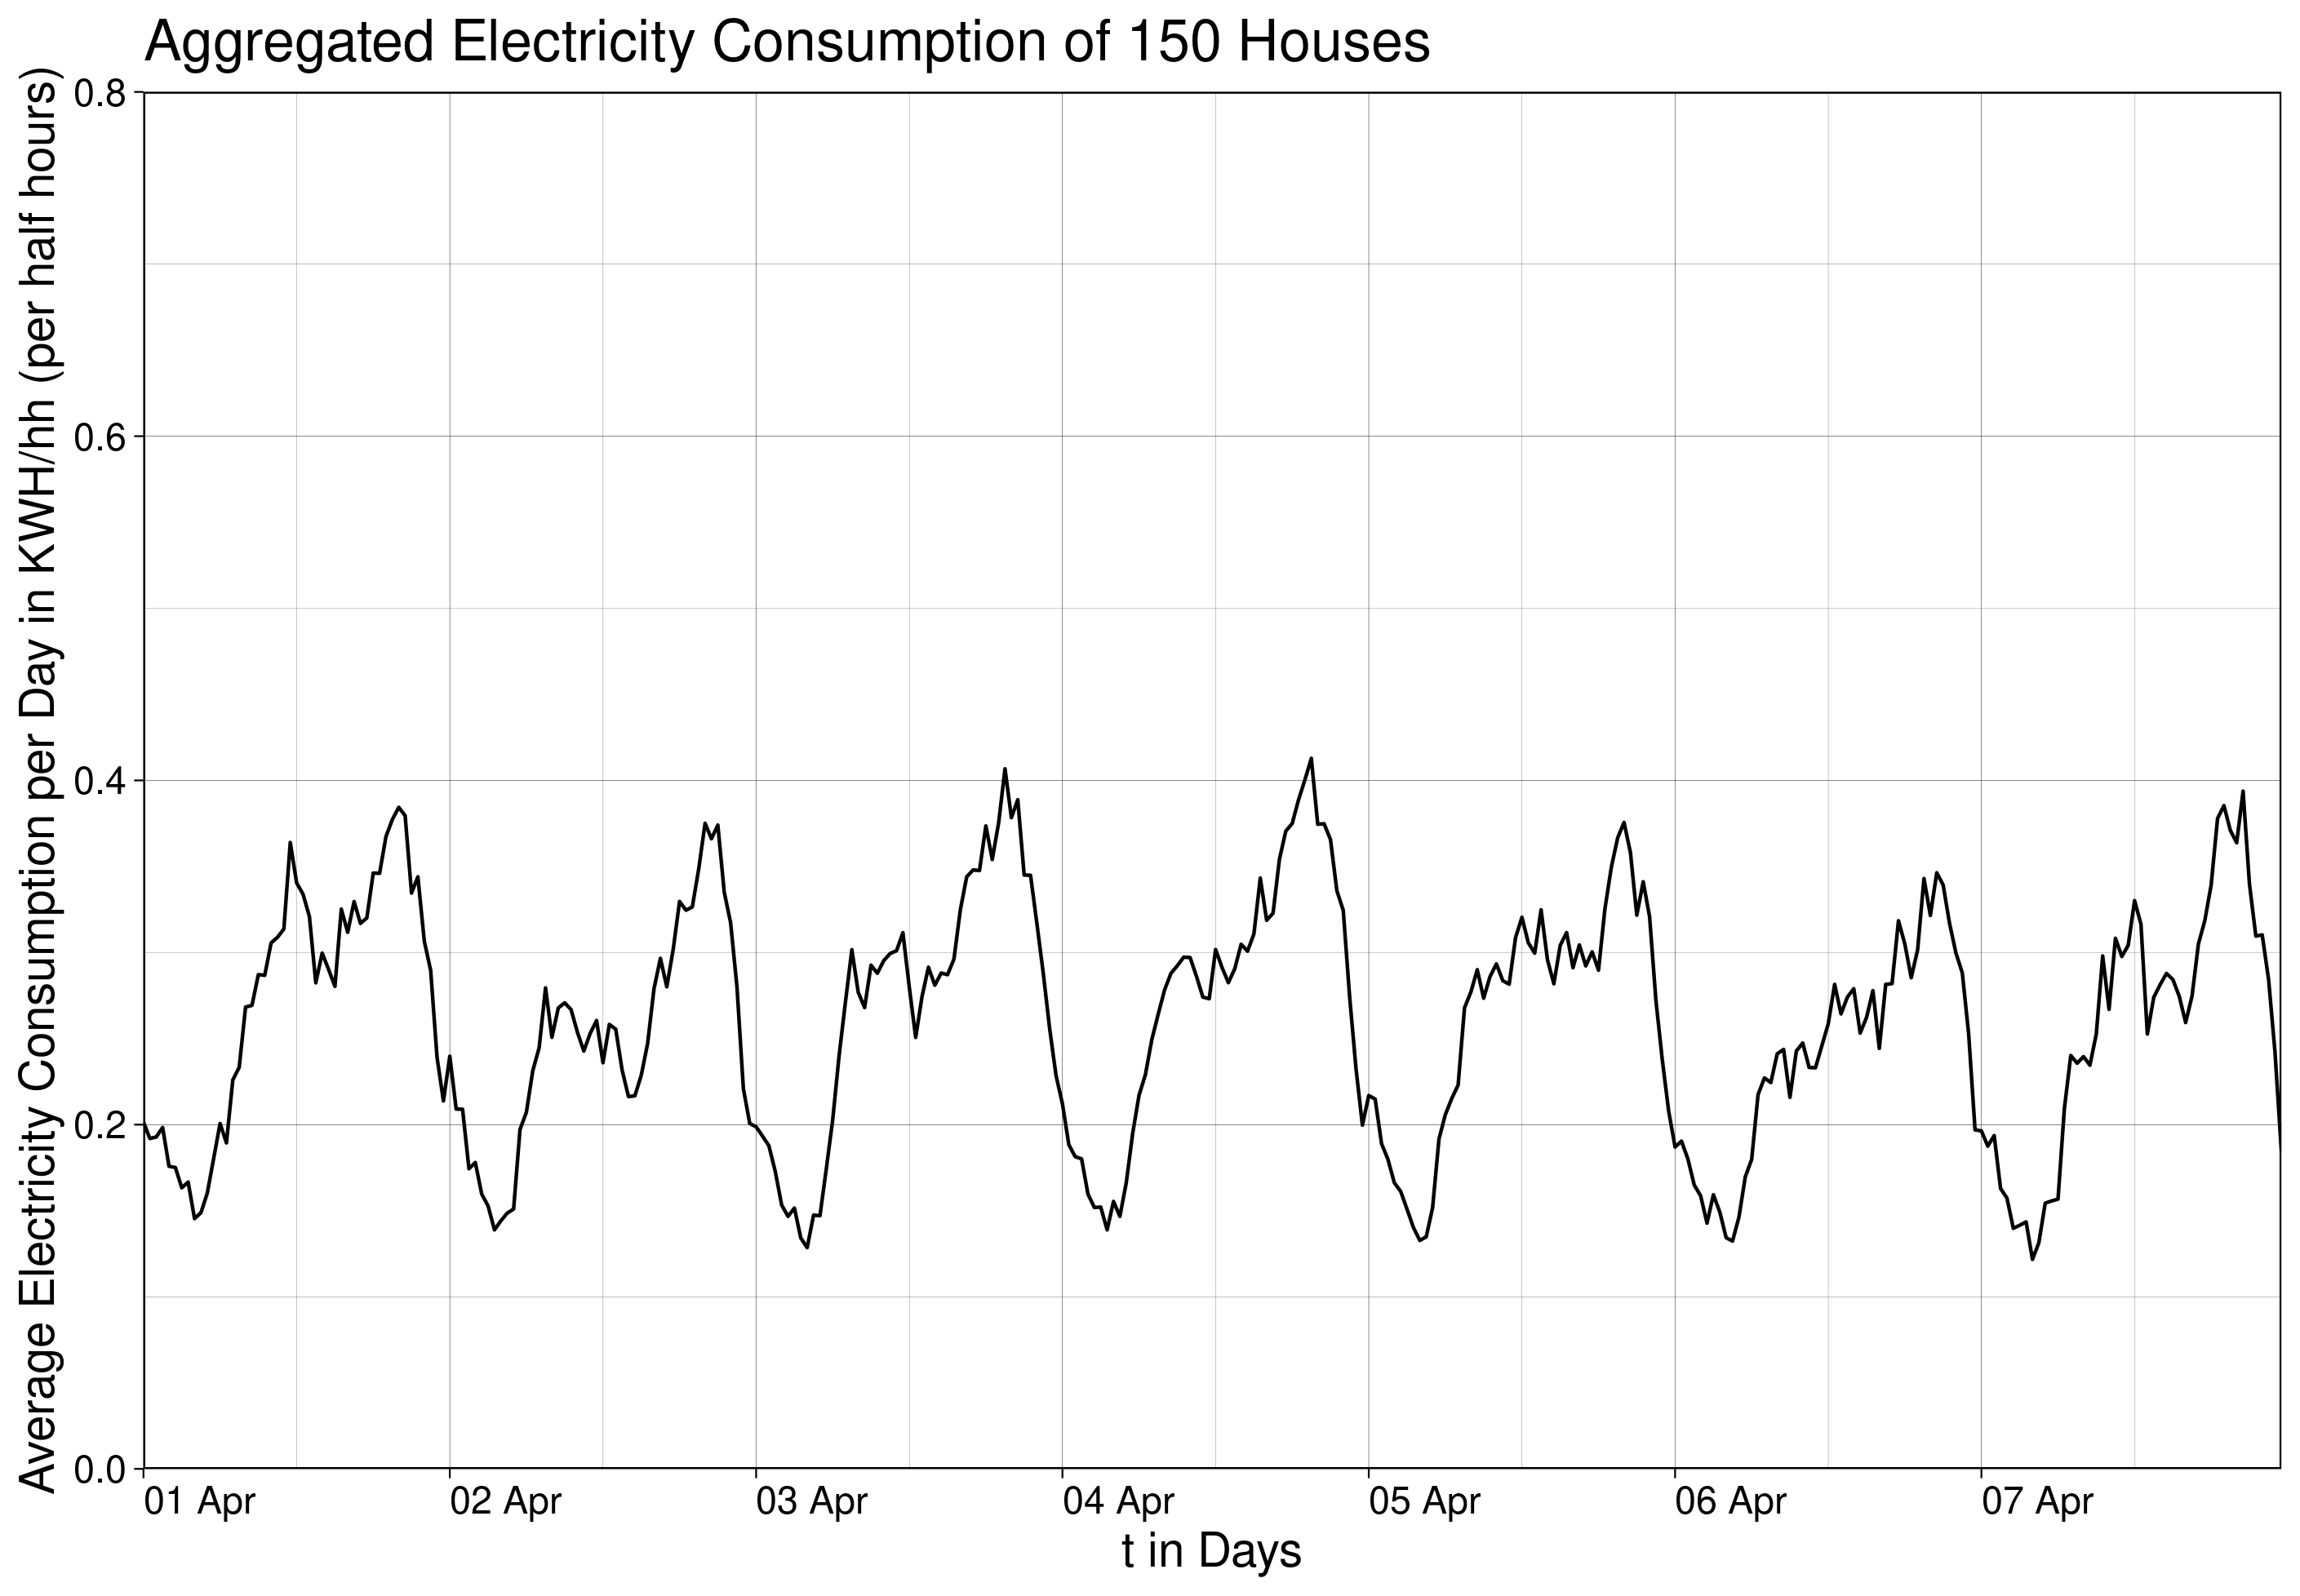 Aggregated Electricity Consumption of 150 Houses
Average Electricity Consumption per Day in KWH/hh (per half hours)
0.8
0.6
0.4
0.2
0.0
01 Apr
02 Apr
03 Apr
04 Apr
05 Apr
06 Apr
07 Apr
t in Days